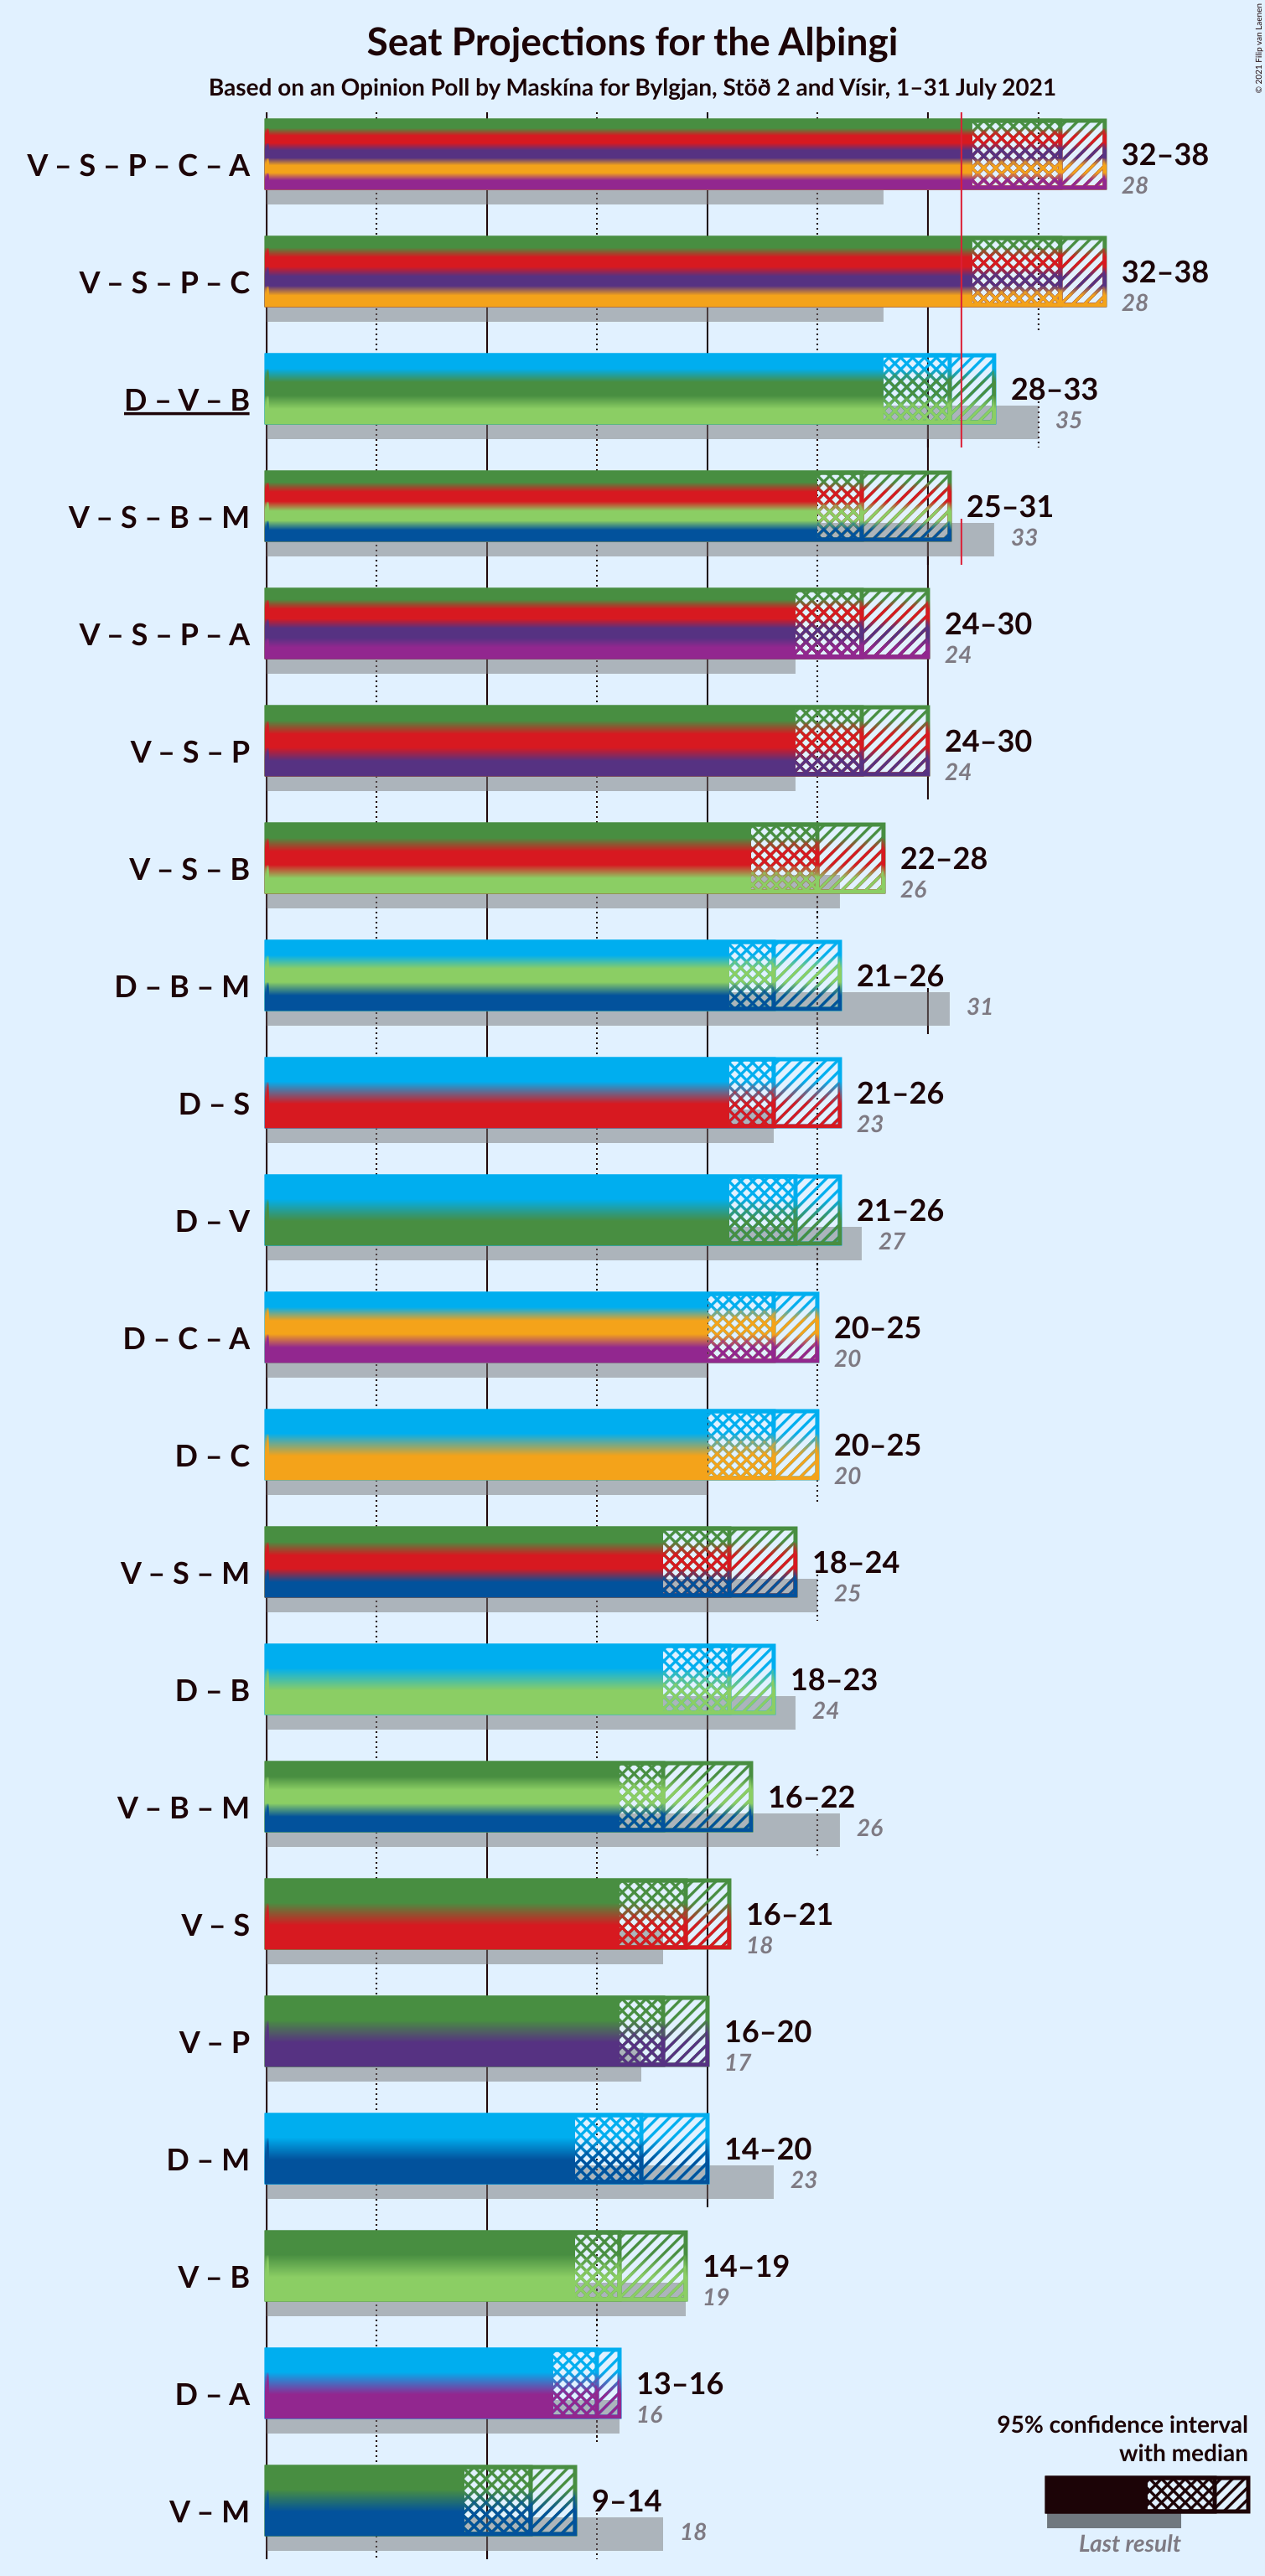 Seat Projections for the Alþingi
Based on an Opinion Poll by Maskína for Bylgjan, Stöð 2 and Vísir, 1–31 July 2021
© 2021 Filip van Laenen
V – S – P – C – A
32–38
28
V – S – P – C
32–38
28
D – V – B
28–33
35
V – S – B – M
25–31
33
V – S – P – A
24–30
24
V – S – P
24–30
24
V – S – B
22–28
26
D – B – M
21–26
31
D – S
21–26
23
D – V
21–26
27
D – C – A
20–25
20
D – C
20–25
20
V – S – M
18–24
25
D – B
18–23
24
V – B – M
16–22
26
V – S
16–21
18
V – P
16–20
17
D – M
14–20
23
V – B
14–19
19
D – A
13–16
16
V – M
9–14
18
95% confidence interval
with median
Last result